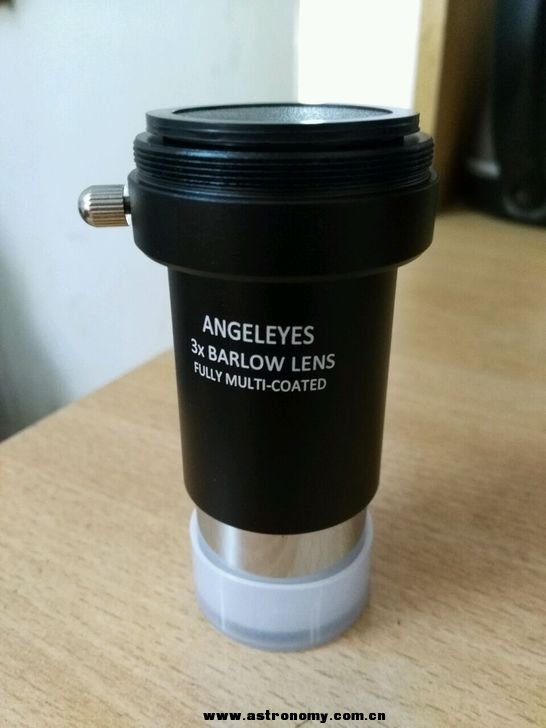 ANGELEYES
3x BARLOW LENS
FULLY MULTI-COATED
www.astronomy.com.cn